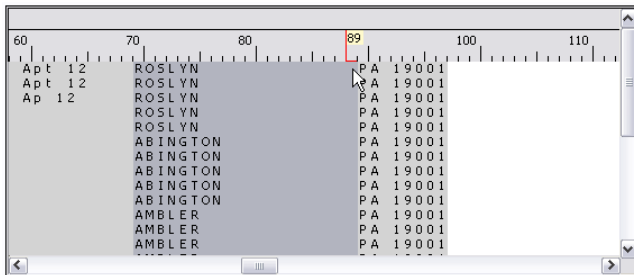 60 70 80 89 100 110
Apt 12 ROSLYN PA 19001
Apt 12 ROSLYN PA 19001
Ap 12 ROSLYN PA 19001
ROSLYN PA 19001
ROSLYN PA 19001
ABINGTON PA 19001
ABINGTON PA 19001
ABINGTON PA 19001
ABINGTON PA 19001
ABINGTON PA 19001
AMBLER PA 19001
AMBLER PA 19001
AMBLER PA 19001